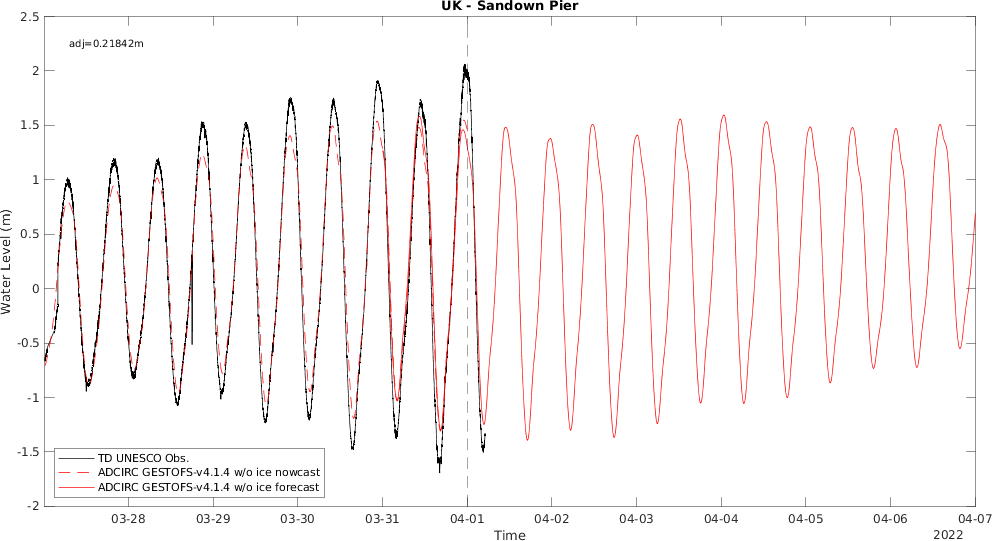 UK - Sandown Pier
adj=0.21842m
Water Level (m)
2.5
2
1.5
1
0.5
0
-0.5
-1
-1.5
-2
TD UNESCO Obs.
ADCIRC GESTOFS-v4.1.4 w/o ice nowcast
ADCIRC GESTOFS-v4.1.4 w/o ice forecast
03-28 03-29 03-30 03-31 04-01 04-02 04-03 04-04 04-05 04-06 04-07
Time
2022